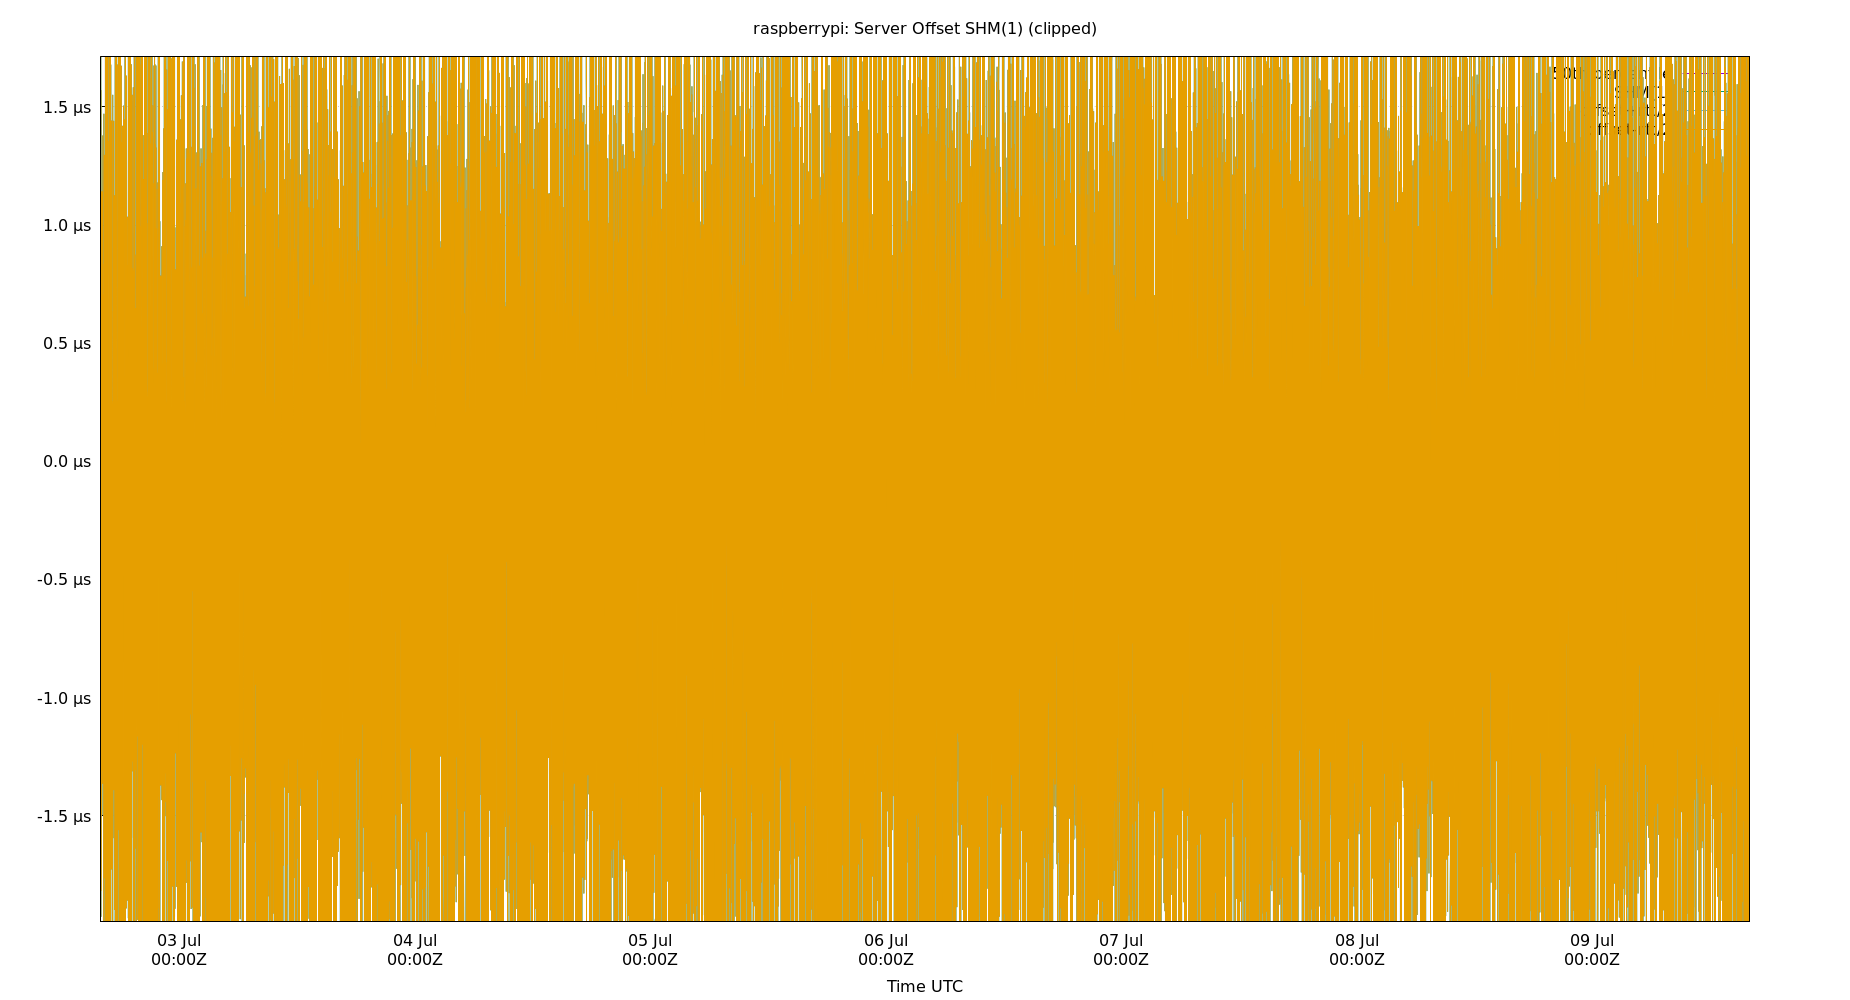 raspberrypi: Server Offset SHM(1) (clipped)
1.5 µs
1.0 µs
0.5 µs
0.0 µs
-0.5 µs
-1.0 µs
-1.5 µs
03 Jul 04 Jul 05 Jul 06 Jul 07 Jul 08 Jul 09 Jul
00:00Z 00:00Z 00:00Z 00:00Z 00:00Z 00:00Z 00:00Z
Time UTC